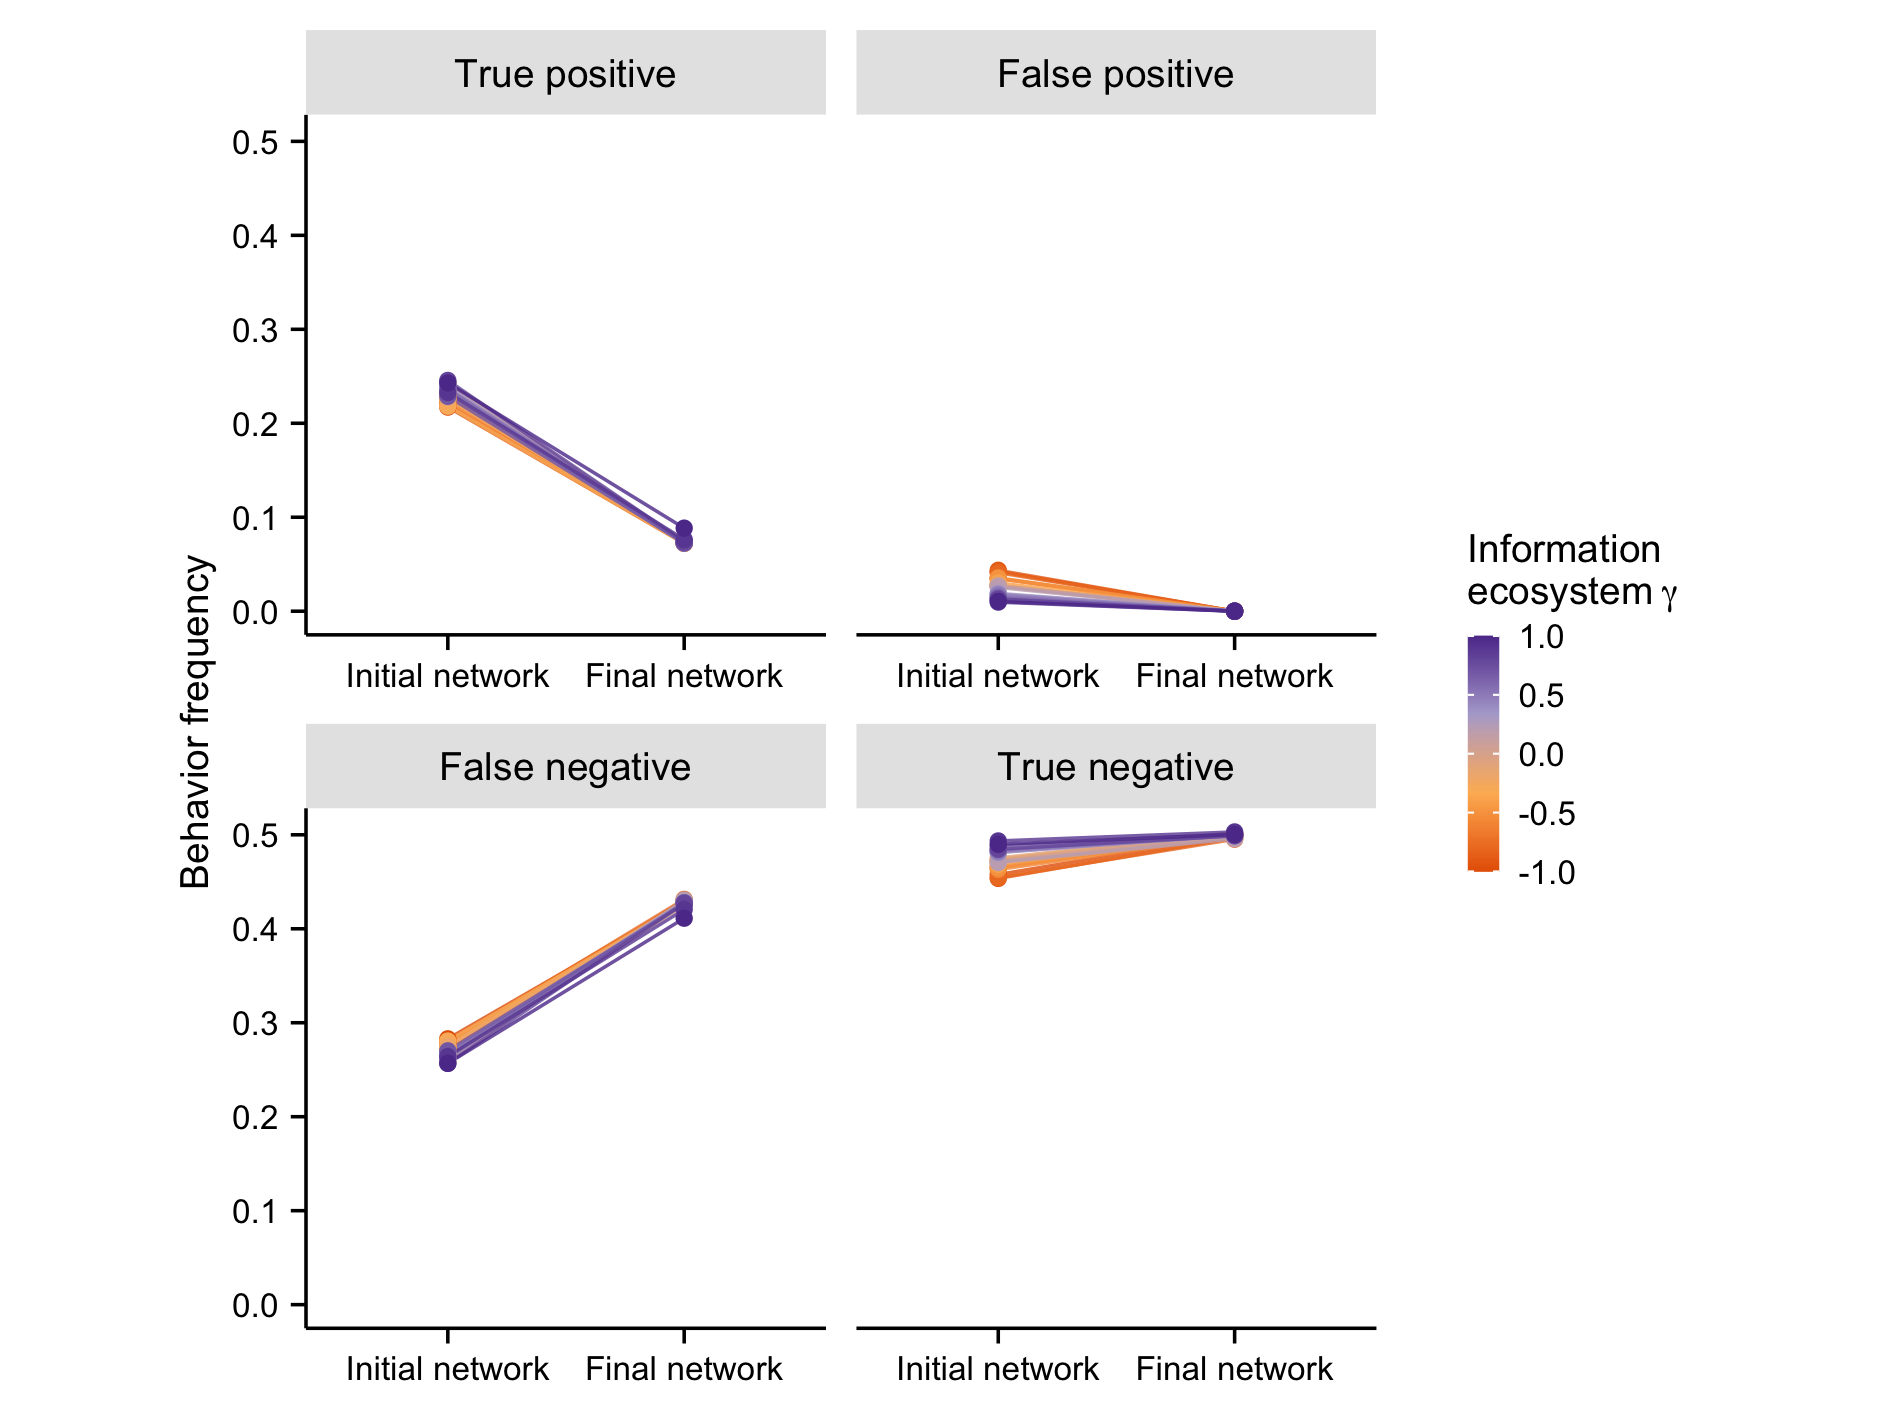 True positive
False positive
0.5
0.4
0.3
0.2
0.1
0.0
Initial network
Final network
Initial network
Final network
Behavior frequency
False negative
True negative
0.5
0.4
0.3
0.2
0.1
0.0
Initial network
Final network
Initial network
Final network
Information
ecosystem γ
1.0
0.5
0.0
-0.5
-1.0